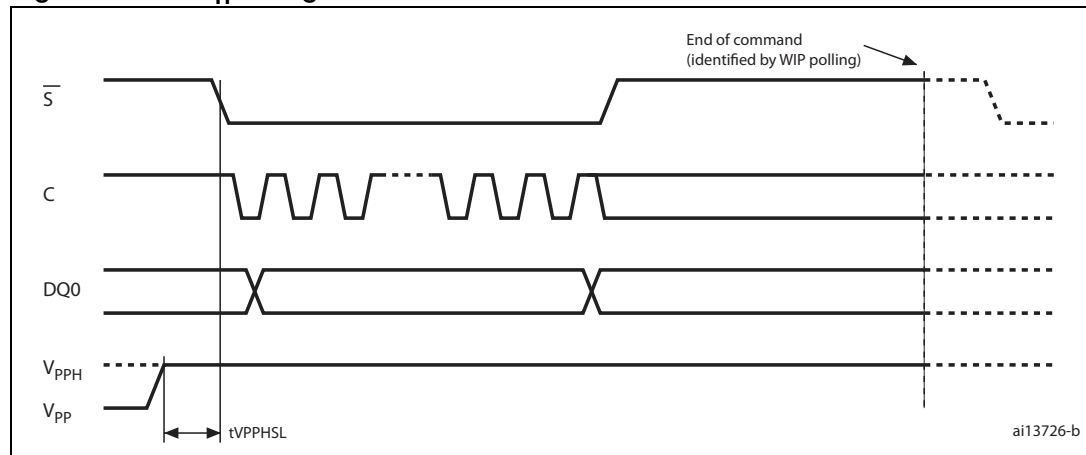 End of command
(identified by WIP polling)
S
C
DQ0
VPPH
VPP
tVPPHSL
ai13726-b